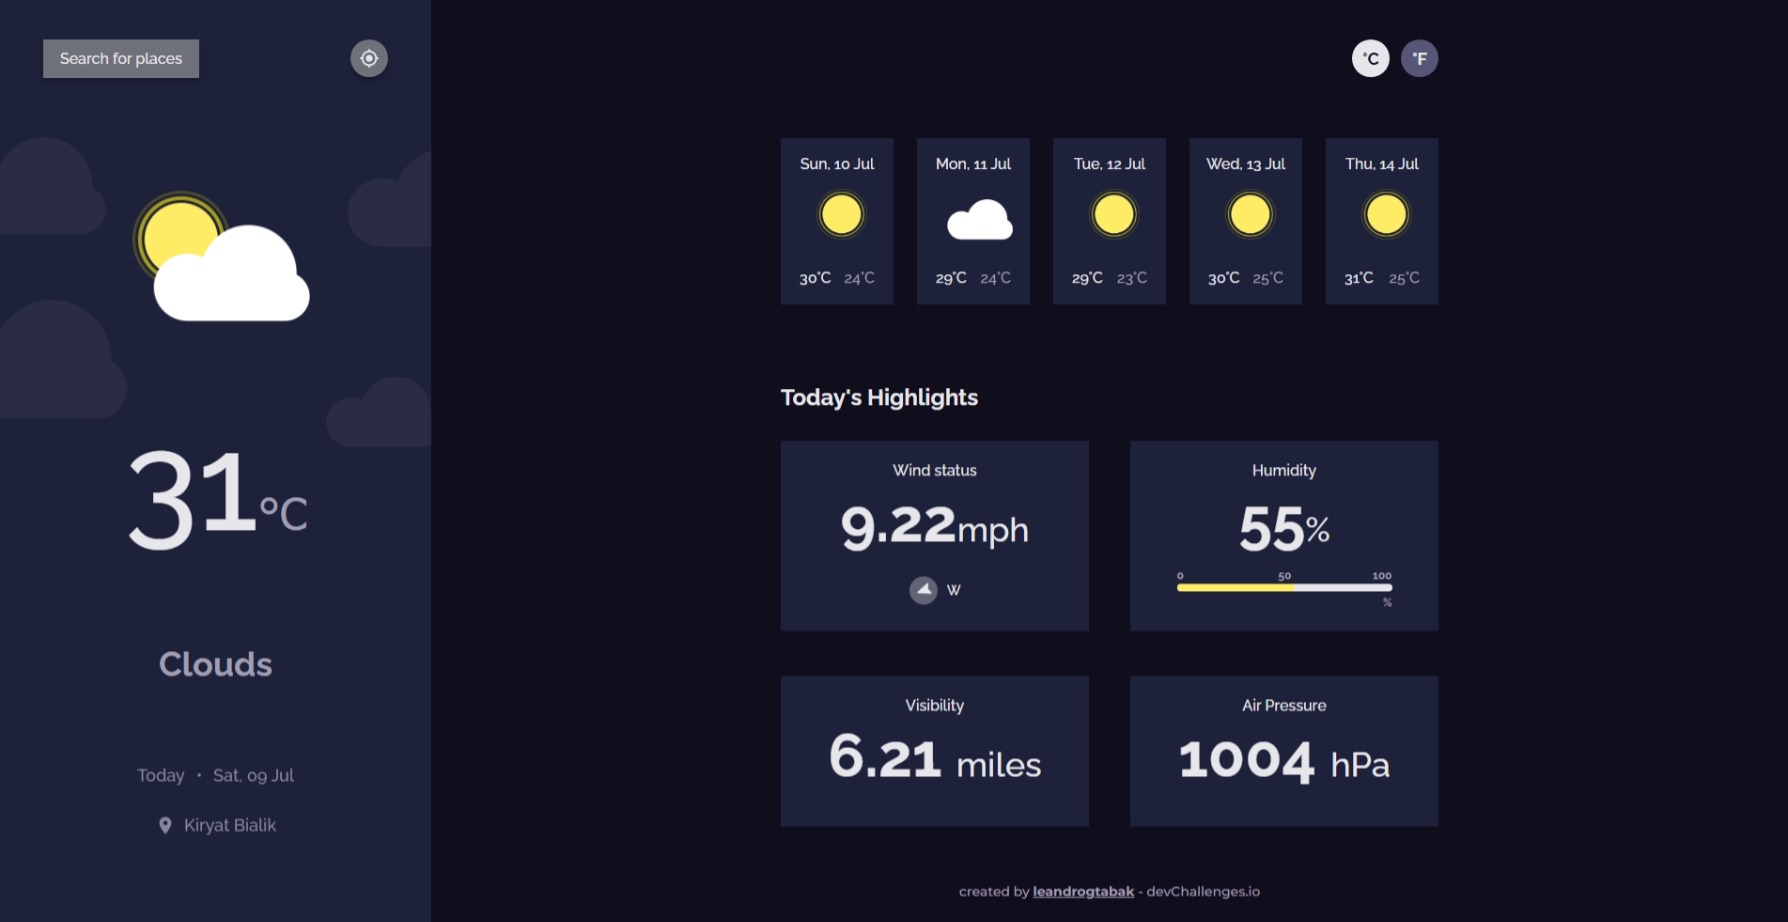 Search for places
31°C
Clouds
Today • Sat, 09 Jul
Kiryat Bialik
°C °F
Sun, 10 Jul
30°C 24°C
Mon, 11 Jul
29°C 24°C
Tue, 12 Jul
29°C 23°C
Wed, 13 Jul
30°C 25°C
Thu, 14 Jul
31°C 25°C
Today's Highlights
Wind status
9.22mph
W
Humidity
55%
0 50 100
%
Visibility
6.21 miles
Air Pressure
1004 hPa
created by leandrogtabak - devChallenges.io